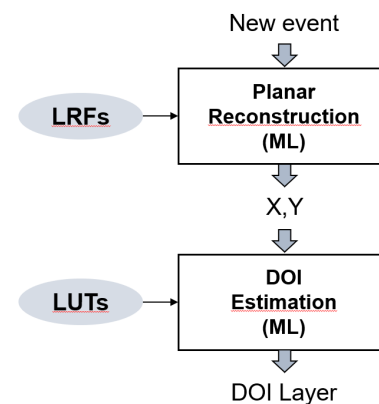 New event
Planar
Reconstruction
(ML)
LRFs
X,Y
DOI
Estimation
(ML)
LUTs
DOI Layer